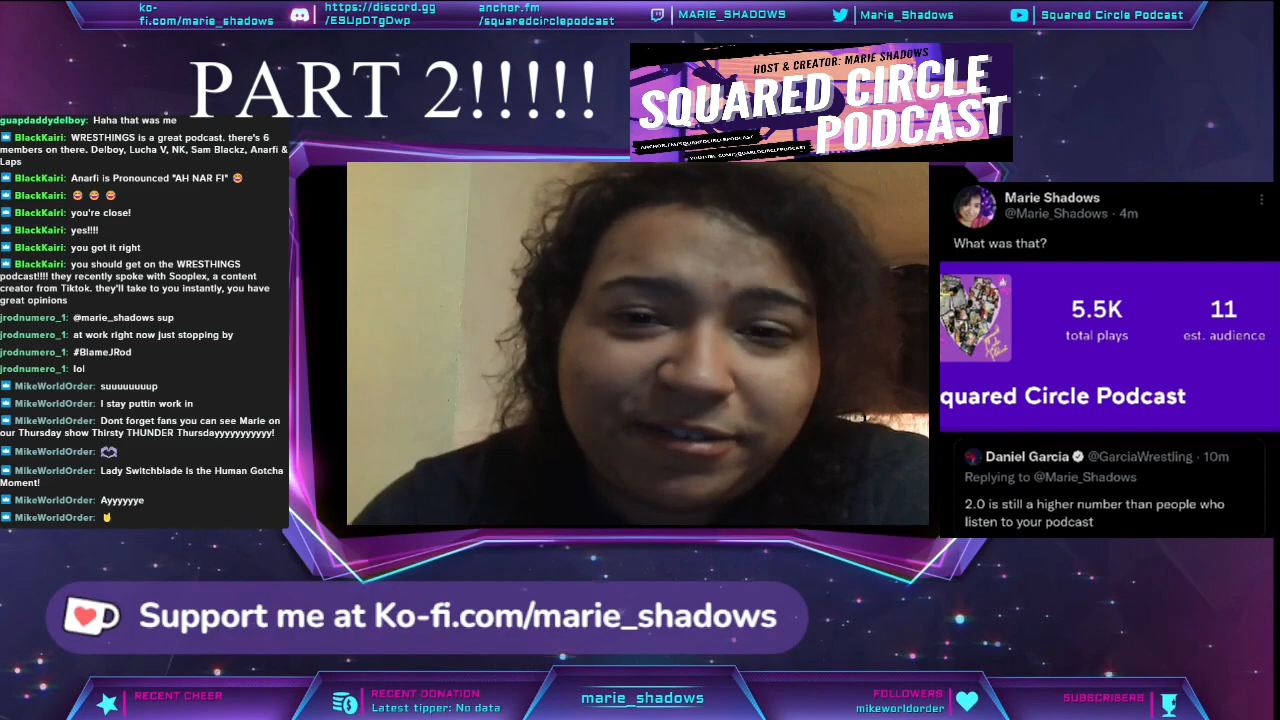 ko-
fi.com/marie_shadows
https://discord.gg
/E9UpDTgDwp
anchor.fm
/squaredcirclepodcast
MARIE_SHADOWS
Marie_Shadows
Squared Circle Podcast
PART 2!!!!!
HOST & CREATOR: MARIE SHADOWS
SQUARED CIRCLE
PODCAST
ANCHOR.FM/SQUAREDCIRCLEPODCAST
YOUTUBE.COM/SQUAREDCIRCLEPODCAST
guapdaddydelboy: Haha that was me
BlackKairi: WRESTHINGS is a great podcast. there's 6
members on there. Delboy, Lucha V, NK, Sam Blackz, Anarfi &
Laps
BlackKairi: Anarfi is Pronounced "AH NAR FI" 😂
BlackKairi: 😂 😂 😂
BlackKairi: you're close!
BlackKairi: yes!!!!
BlackKairi: you got it right
BlackKairi: you should get on the WRESTHINGS
podcast!!!! they recently spoke with Sooplex, a content
creator from Tiktok. they'll take to you instantly, you have
great opinions
jrodnumero_1: @marie_shadows sup
jrodnumero_1: at work right now just stopping by
jrodnumero_1: #BlameJRod
jrodnumero_1: lol
MikeWorldOrder: suuuuuuuup
MikeWorldOrder: I stay puttin work in
MikeWorldOrder: Dont forget fans you can see Marie on
our Thursday show Thirsty THUNDER Thursdayyyyyyyyyy!
MikeWorldOrder:
MikeWorldOrder: Lady Switchblade is the Human Gotcha
Moment!
MikeWorldOrder: Ayyyyyye
MikeWorldOrder: 🤘
Marie Shadows
@Marie_Shadows · 4m
What was that?
5.5K
total plays
11
est. audience
quared Circle Podcast
Daniel Garcia @GarciaWrestling · 10m
Replying to @Marie_Shadows
2.0 is still a higher number than people who
listen to your podcast
Support me at Ko-fi.com/marie_shadows
RECENT CHEER
RECENT DONATION
Latest tipper: No data
marie_shadows
FOLLOWERS
mikeworldorder
SUBSCRIBERS